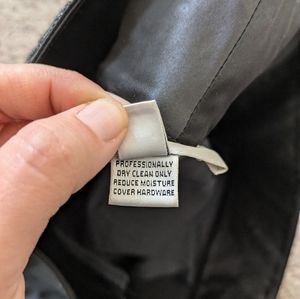 PROFESSIONALLY
DRY CLEAN ONLY
REDUCE MOISTURE
COVER HARDWARE